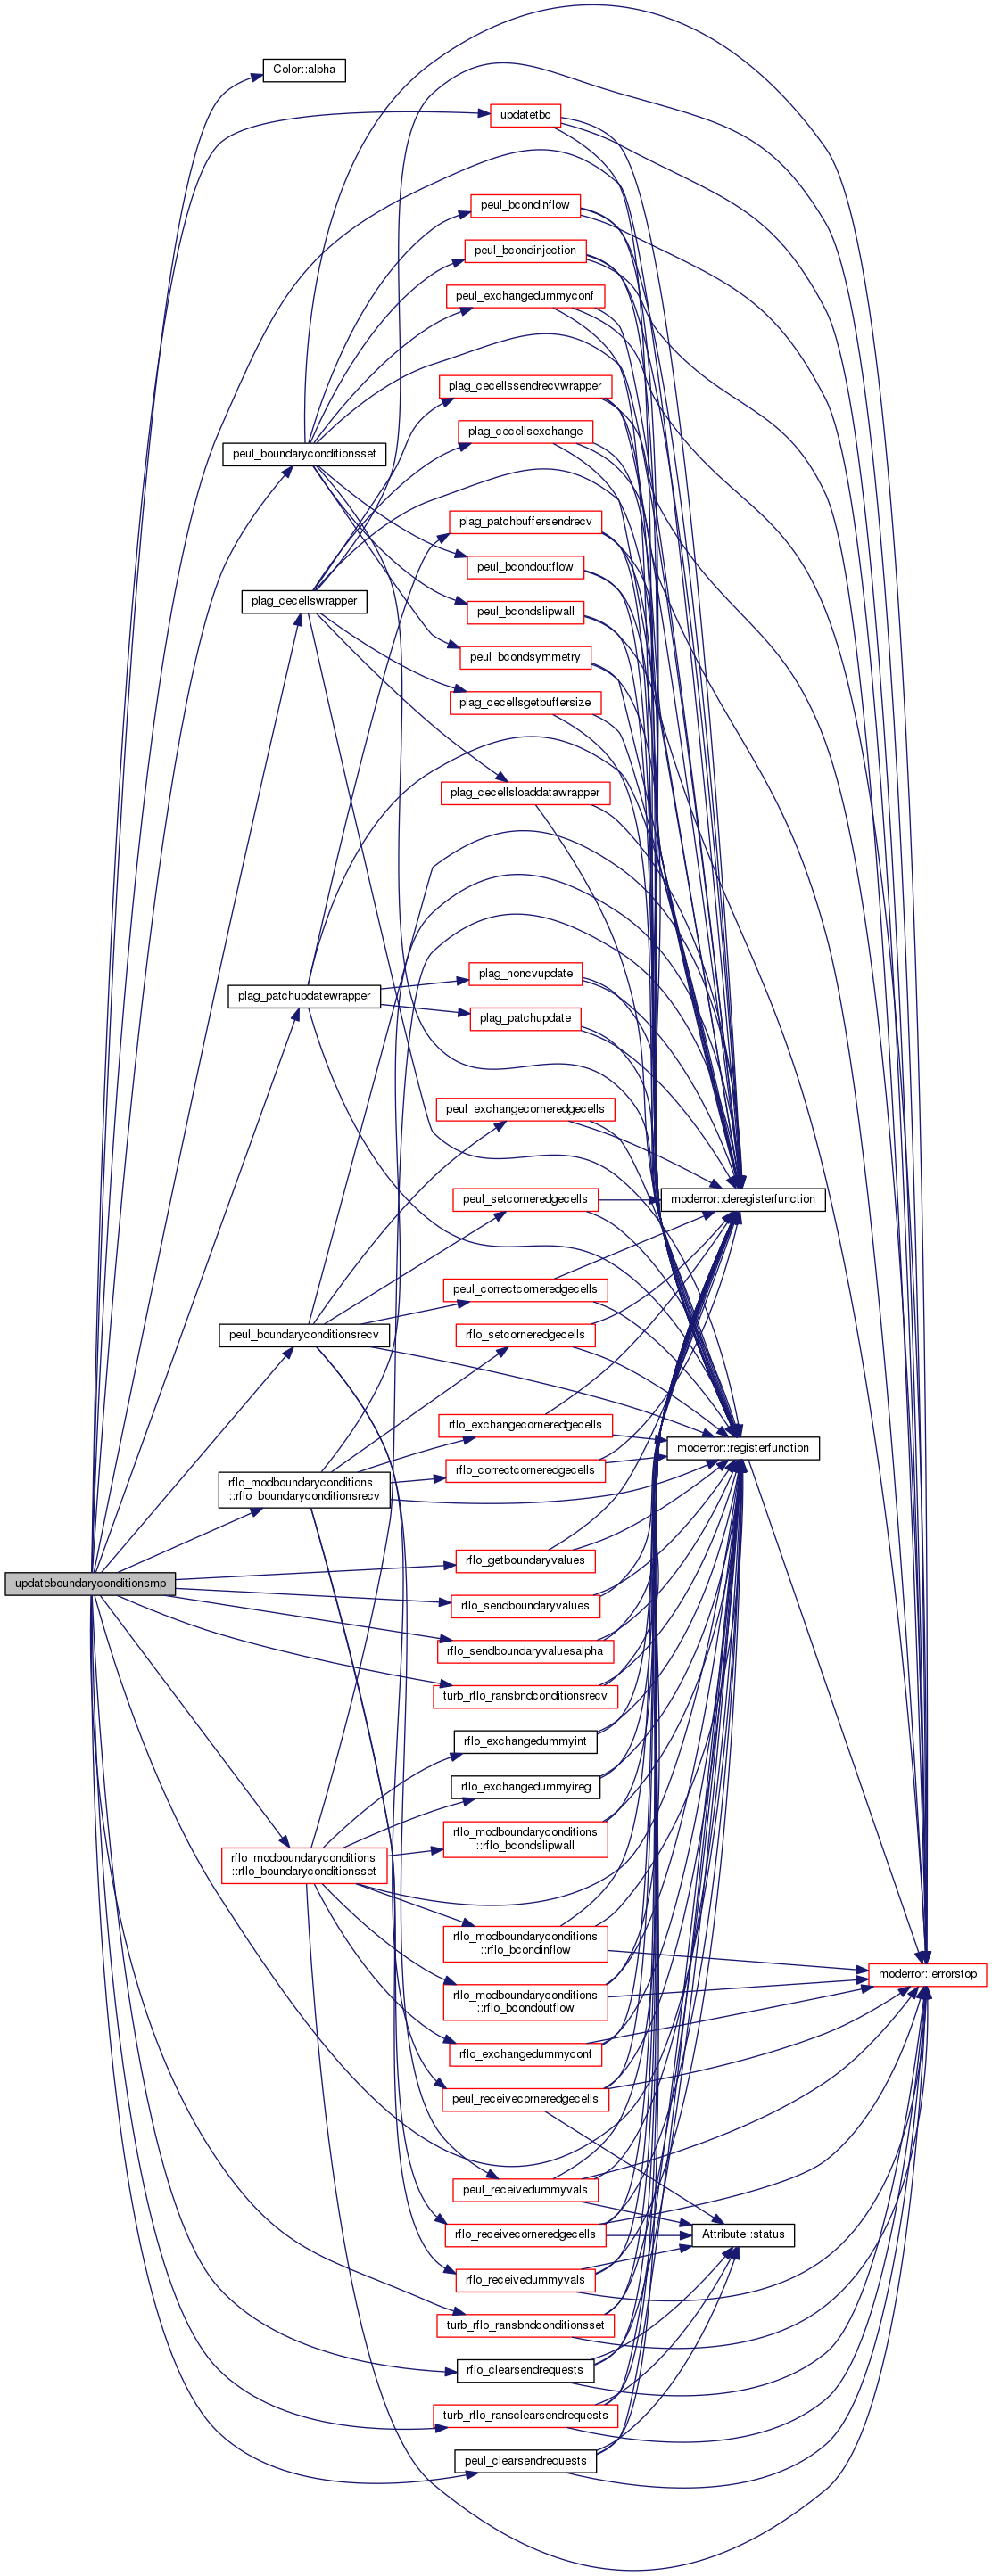 Color::alpha
updatetbc
peul_bcondinflow
peul_bcondinjection
peul_exchangedummyconf
plag_cecellssendrecvwrapper
plag_cecellsexchange
peul_boundaryconditionsset
plag_patchbuffersendrecv
peul_bcondoutflow
plag_cecellswrapper
peul_bcondslipwall
peul_bcondsymmetry
plag_cecellsgetbuffersize
plag_cecellsloaddatawrapper
plag_noncvupdate
plag_patchupdatewrapper
plag_patchupdate
peul_exchangecorneredgecells
peul_setcorneredgecells
moderror::deregisterfunction
peul_correctcorneredgecells
peul_boundaryconditionsrecv
rflo_setcorneredgecells
rflo_exchangecorneredgecells
moderror::registerfunction
rflo_correctcorneredgecells
rflo_modboundaryconditions
::rflo_boundaryconditionsrecv
rflo_getboundaryvalues
updateboundaryconditionsmp
rflo_sendboundaryvalues
rflo_sendboundaryvaluesalpha
turb_rflo_ransbndconditionsrecv
rflo_exchangedummyint
rflo_exchangedummyireg
rflo_modboundaryconditions
::rflo_bcondslipwall
rflo_modboundaryconditions
::rflo_boundaryconditionsset
rflo_modboundaryconditions
::rflo_bcondinflow
moderror::errorstop
rflo_modboundaryconditions
::rflo_bcondoutflow
rflo_exchangedummyconf
peul_receivecorneredgecells
peul_receivedummyvals
rflo_receivecorneredgecells
Attribute::status
rflo_receivedummyvals
turb_rflo_ransbndconditionsset
rflo_clearsendrequests
turb_rflo_ransclearsendrequests
peul_clearsendrequests